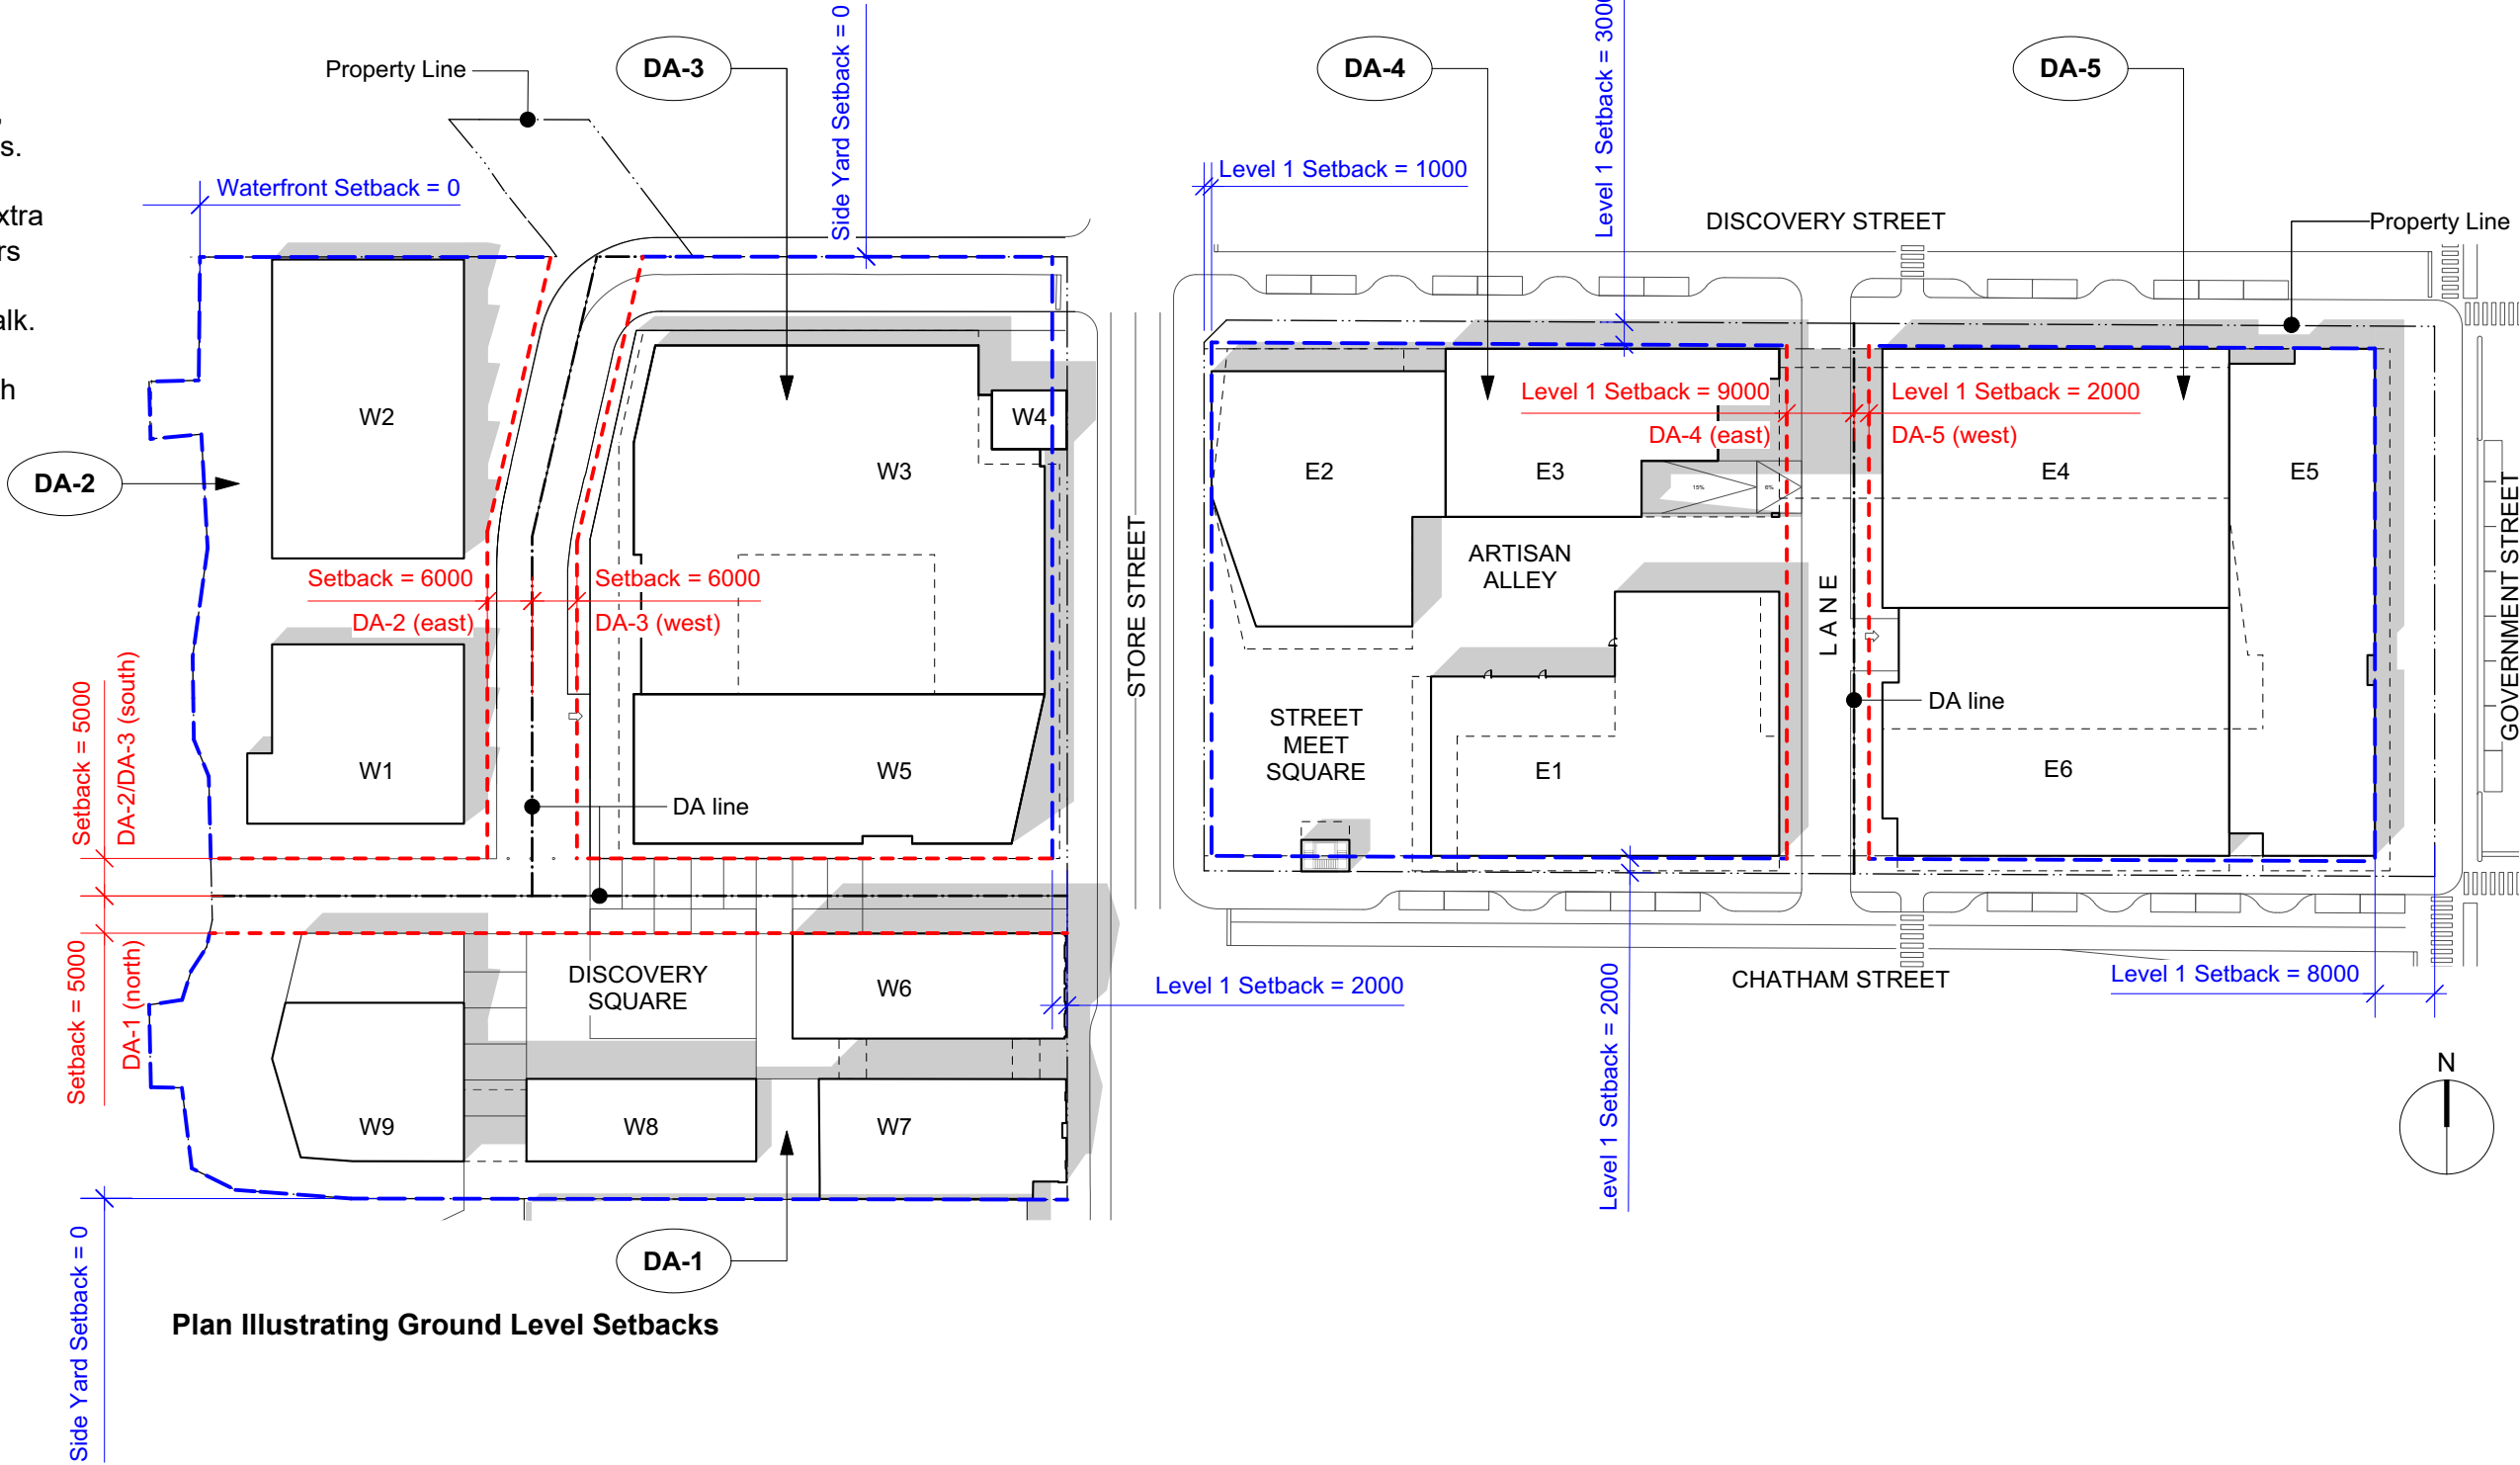 s.
xtra
rs
alk.
h
Property Line
DA-3
Side Yard Setback = 0
DA-4
Level 1 Setback = 3000
DA-5
Waterfront Setback = 0
Level 1 Setback = 1000
DISCOVERY STREET
Property Line
W2
W4
W3
DA-2
Level 1 Setback = 9000
DA-4 (east)
Level 1 Setback = 2000
DA-5 (west)
E2
E3
E4
E5
15%
6%
ARTISAN
ALLEY
Setback = 6000
DA-2 (east)
Setback = 6000
DA-3 (west)
STORE STREET
LANE
GOVERNMENT STREET
Setback = 5000
DA-2/DA-3 (south)
W1
W5
DA line
STREET
MEET
SQUARE
E1
DA line
E6
Setback = 5000
DA-1 (north)
DISCOVERY
SQUARE
W6
Level 1 Setback = 2000
Level 1 Setback = 2000
CHATHAM STREET
Level 1 Setback = 8000
N
W9
W8
W7
DA-1
Side Yard Setback = 0
Plan Illustrating Ground Level Setbacks